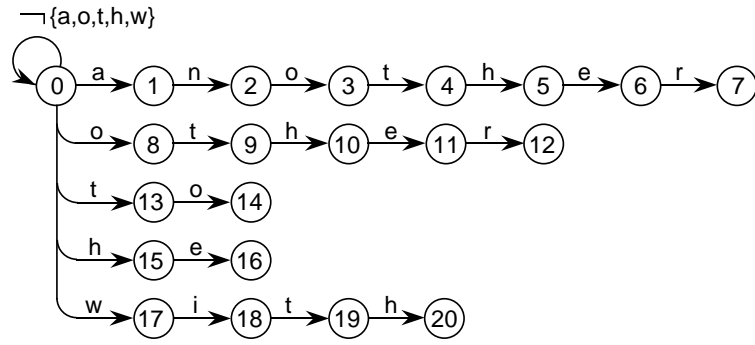 ¬{a,o,t,h,w}
0 a 1 n 2 o 3 t 4 h 5 e 6 r 7
o 8 t 9 h 10 e 11 r 12
t 13 o 14
h 15 e 16
w 17 i 18 t 19 h 20